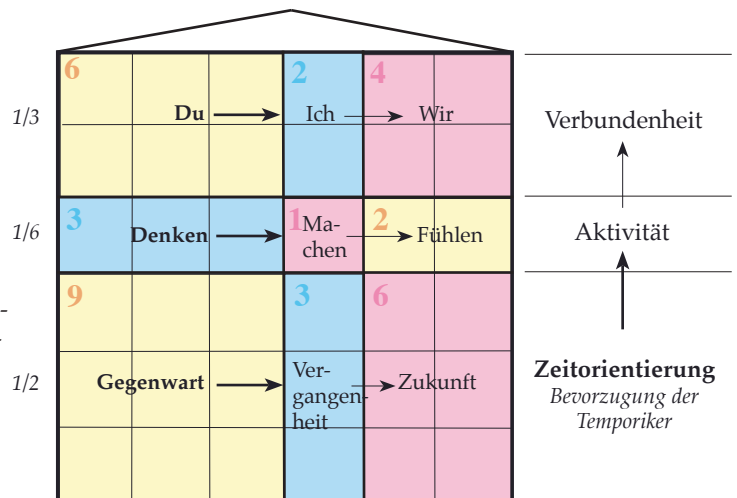 6 2 4
1/3 Du Ich Wir Verbundenheit
3 1 2
1/6 Denken Ma-
chen Fühlen Aktivität
9 3 6
-
1/2 Gegenwart Ver-
gangen-
heit Zukunft
Zeitorientierung
Bevorzugung der
Temporiker